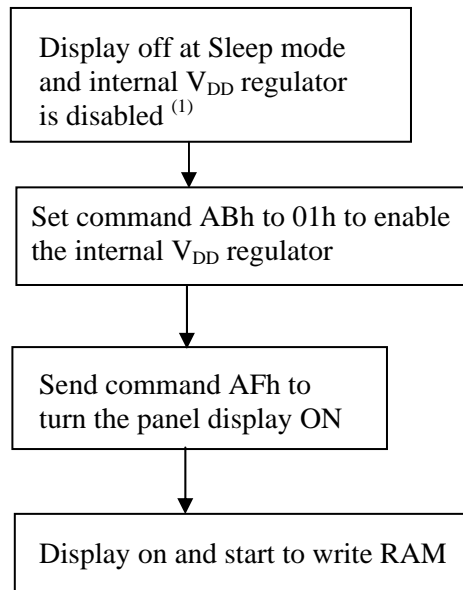 Display off at Sleep mode
and internal VDD regulator
is disabled (1)
Set command ABh to 01h to enable
the internal VDD regulator
Send command AFh to
turn the panel display ON
Display on and start to write RAM